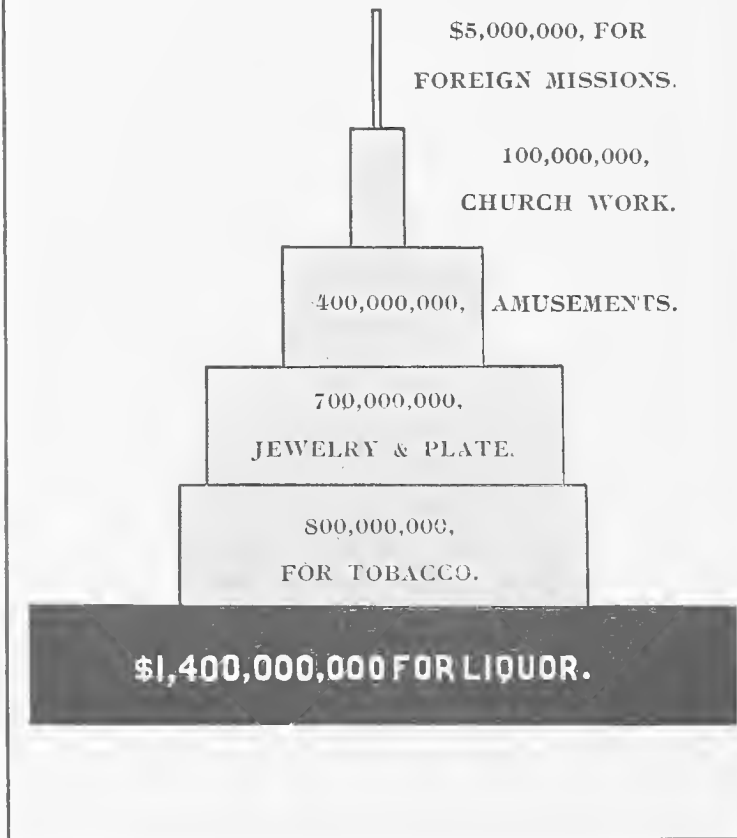 $5,000,000, FOR
FOREIGN MISSIONS.
100,000,000,
CHURCH WORK.
400,000,000, AMUSEMENTS.
700,000,000,
JEWELRY & PLATE.
800,000,000,
FOR TOBACCO.
$1,400,000,000 FOR LIQUOR.